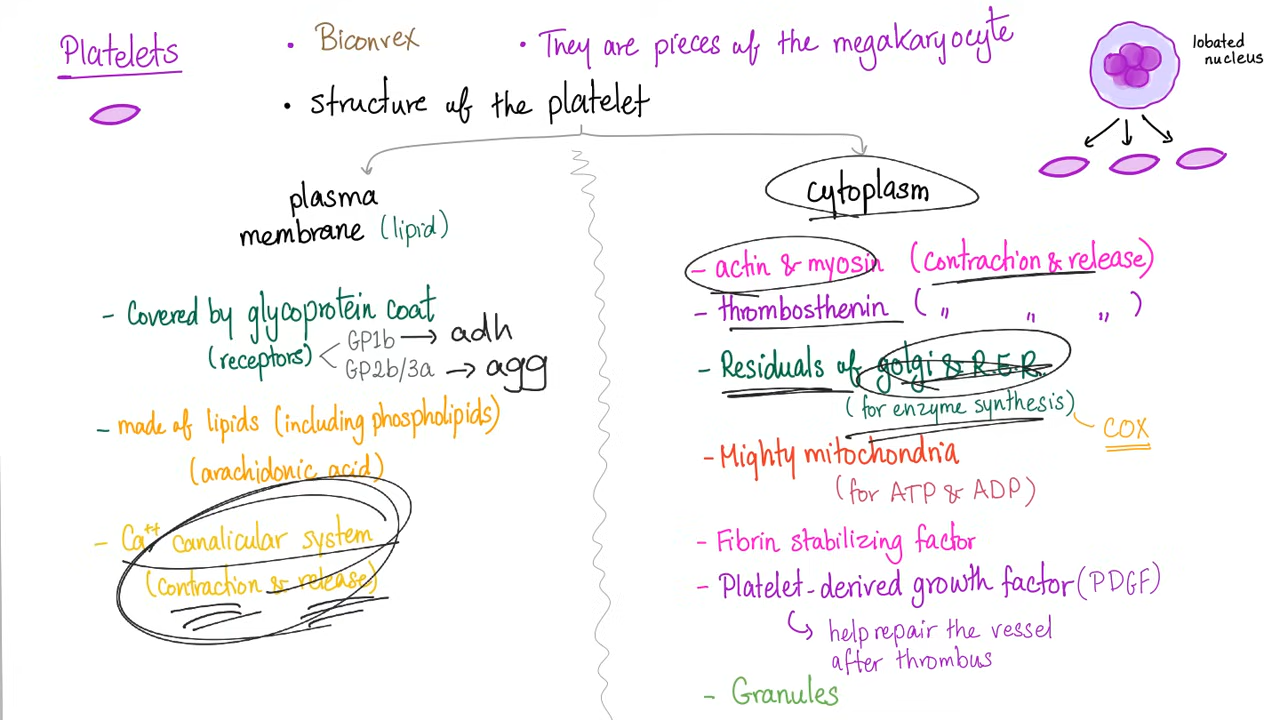 Platelets
• Biconvex
• They are pieces of the megakaryocyte
lobated
nucleus
• structure of the platelet
plasma
membrane (lipid)
- Covered by glycoprotein coat
(receptors)
GP1b → adh
GP2b/3a → agg
- made of lipids (including phospholipids)
(arachidonic acid)
- Ca++ canalicular system
(contraction & release)
cytoplasm
- actin & myosin (contraction & release)
- thrombosthenin ( " " " )
- Residuals of golgi & R.E.R.
(for enzyme synthesis)
COX
- Mighty mitochondria
(for ATP & ADP)
- Fibrin stabilizing factor
- Platelet-derived growth factor (PDGF)
↳ help repair the vessel
after thrombus
- Granules